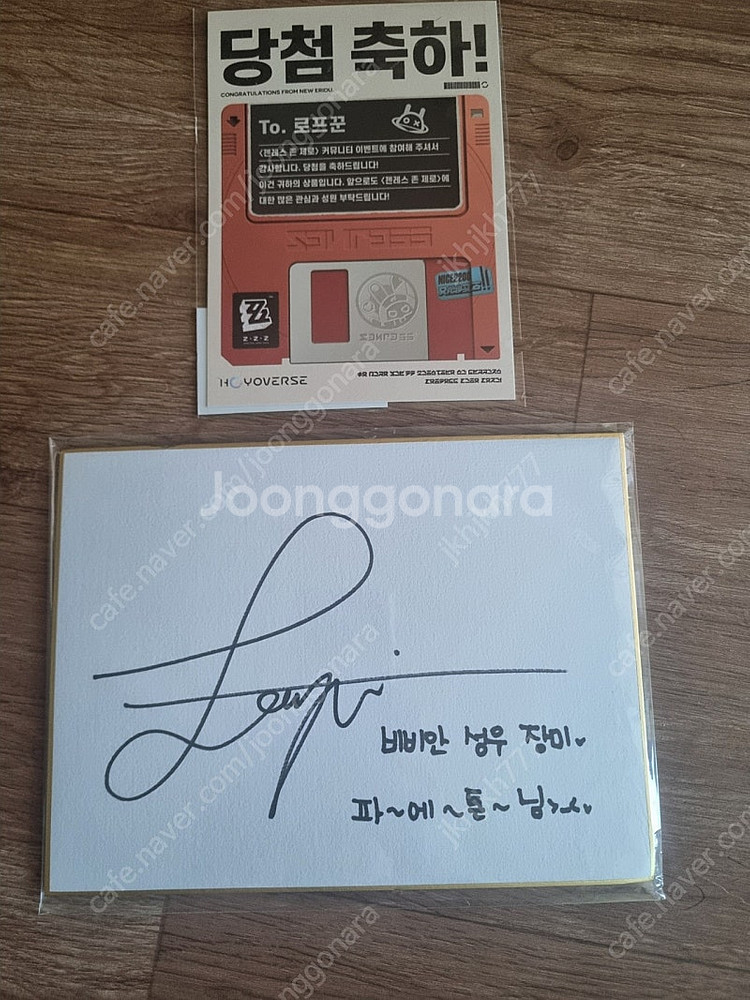 당첨 축하!
CONGRATULATIONS FROM NEW ERIDU
To. 로프꾼
<젠레스 존 제로> 커뮤니티 이벤트에 참여해 주셔서
감사합니다. 당첨을 축하드립니다!
이건 귀하의 상품입니다. 앞으로도 <젠레스 존 제로>에
대한 많은 관심과 성원 부탁드립니다!
Z·Z·Z
HOYOVERSE
Joonggonara
비비안 성우 장미♥
파~에~톤~님>_<♥
cafe.naver.com/joonggonara
jkhjkh777